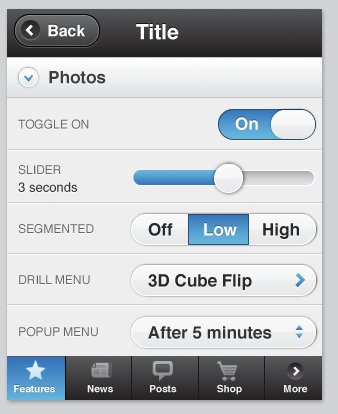 Back Title
Photos
TOGGLE ON On
SLIDER
3 seconds
SEGMENTED Off Low High
DRILL MENU 3D Cube Flip
POPUP MENU After 5 minutes
Features News Posts Shop More